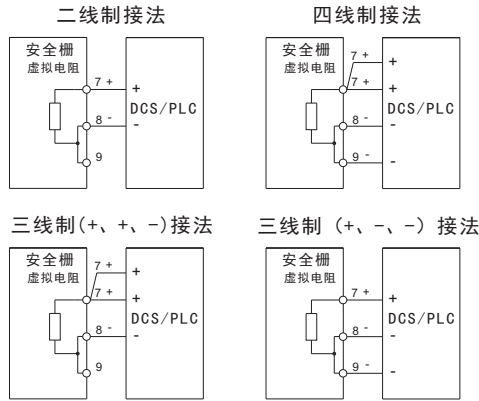 二线制接法
安全栅
虚拟电阻
7 +
+
DCS/PLC
8 -
-
9
四线制接法
安全栅
虚拟电阻
7 +
+
7 +
+
DCS/PLC
8 -
-
9 -
-
三线制(+、+、-)接法
安全栅
虚拟电阻
7 +
+
7 +
+
DCS/PLC
8 -
-
9
三线制 (+、-、-) 接法
安全栅
虚拟电阻
7 +
+
DCS/PLC
8 -
-
9 -
-